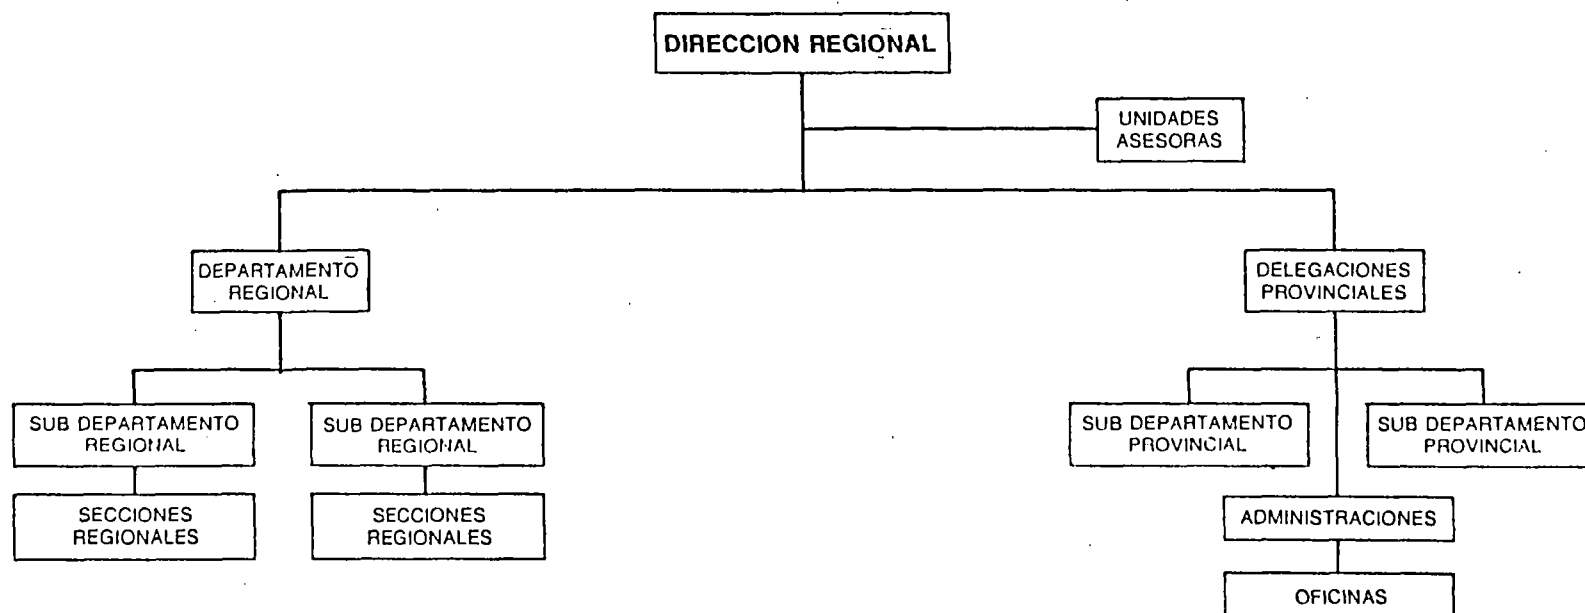 DIRECCION REGIONAL
UNIDADES
ASESORAS
DEPARTAMENTO
REGIONAL
DELEGACIONES
PROVINCIALES
SUB DEPARTAMENTO
REGIONAL
SUB DEPARTAMENTO
REGIONAL
SUB DEPARTAMENTO
PROVINCIAL
SUB DEPARTAMENTO
PROVINCIAL
SECCIONES
REGIONALES
SECCIONES
REGIONALES
ADMINISTRACIONES
OFICINAS